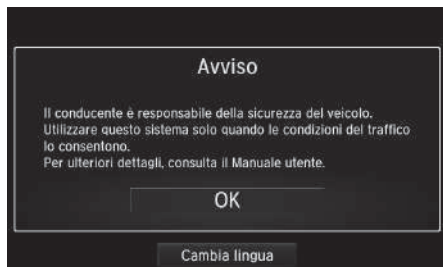 Avviso
Il conducente è responsabile della sicurezza del veicolo.
Utilizzare questo sistema solo quando le condizioni del traffico
lo consentono.
Per ulteriori dettagli, consulta il Manuale utente.
OK
Cambia lingua